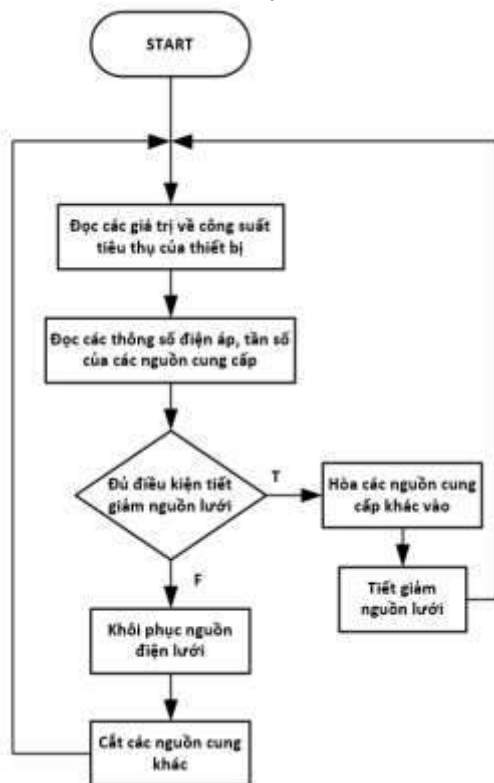 START
Đọc các giá trị về công suất
tiêu thụ của thiết bị
Đọc các thông số điện áp, tần số
của các nguồn cung cấp
Đủ điều kiện tiết
giảm nguồn lưới
T
Hòa các nguồn cung
cấp khác vào
Tiết giảm
nguồn lưới
F
Khôi phục nguồn
điện lưới
Cắt các nguồn cung
khác